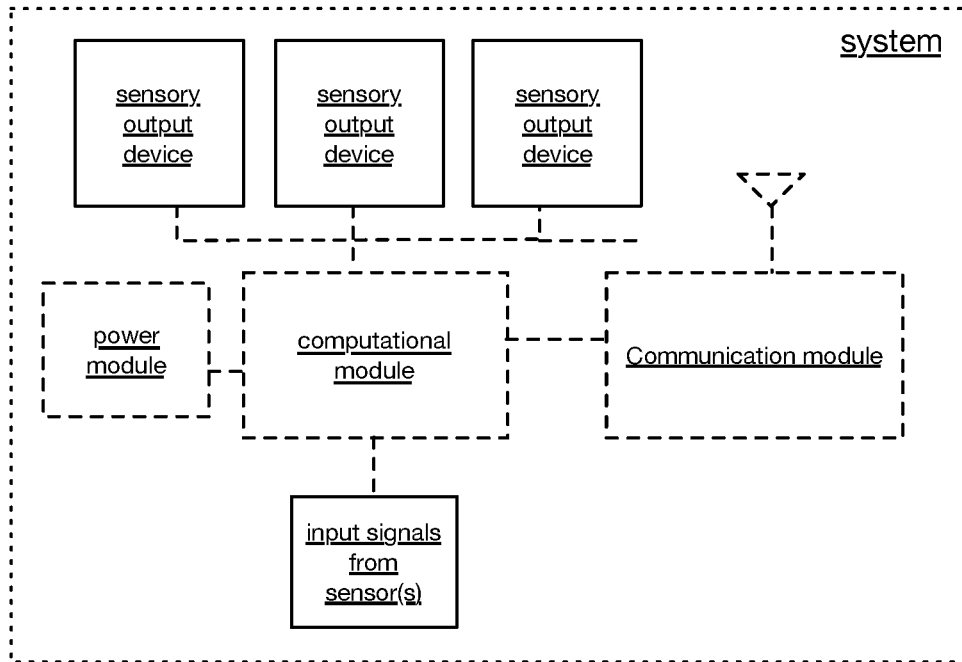 system
sensory
output
device
sensory
output
device
sensory
output
device
power
module
computational
module
Communication module
input signals
from
sensor(s)